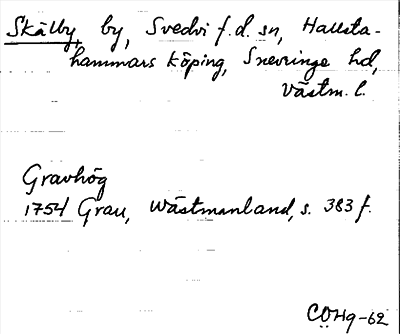 Skälby, by, Svedvi f.d. sn, Hallsta-
hammars köping, Snevringe hd,
Västm. l.
Gravhög
1754 Grau, Wästmanland, s. 383 f.
COHg-62